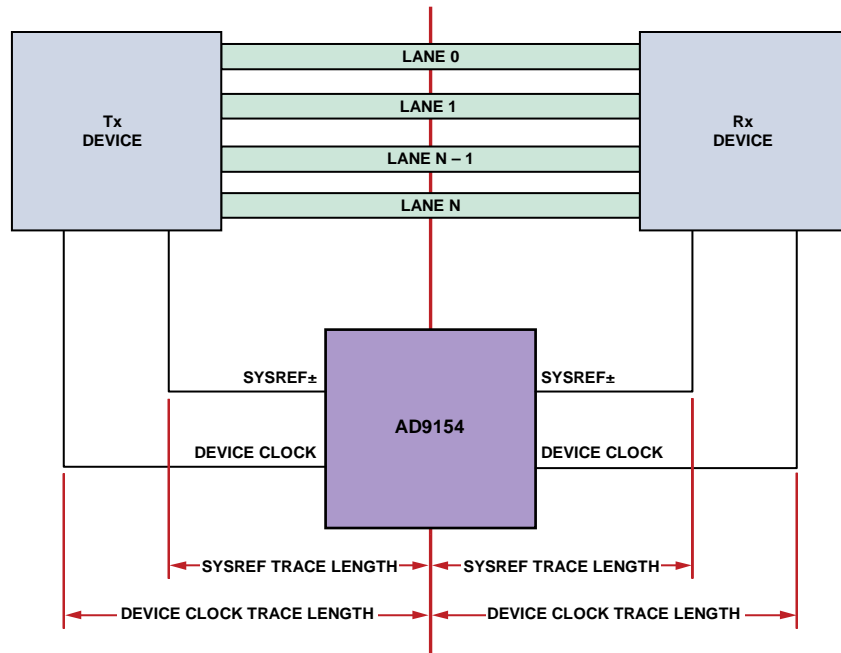 LANE 0
LANE 1
Tx
DEVICE
Rx
DEVICE
LANE N – 1
LANE N
SYSREF±
SYSREF±
AD9154
DEVICE CLOCK
DEVICE CLOCK
SYSREF TRACE LENGTH
SYSREF TRACE LENGTH
DEVICE CLOCK TRACE LENGTH
DEVICE CLOCK TRACE LENGTH